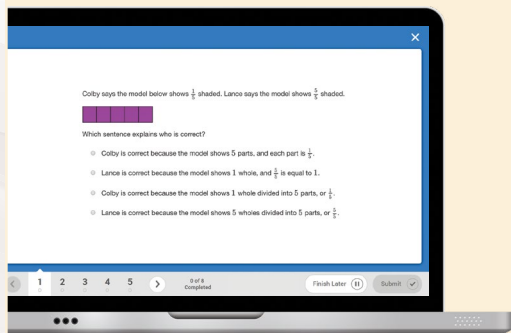 Colby says the model below shows 1/5 shaded. Lance says the model shows 5/5 shaded.
Which sentence explains who is correct?
Colby is correct because the model shows 5 parts, and each part is 1/5.
Lance is correct because the model shows 1 whole, and 5/5 is equal to 1.
Colby is correct because the model shows 1 whole divided into 5 parts, or 1/5.
Lance is correct because the model shows 5 wholes divided into 5 parts, or 5/5.
1 2 3 4 5 0 of 8 Finish Later Submit
Completed